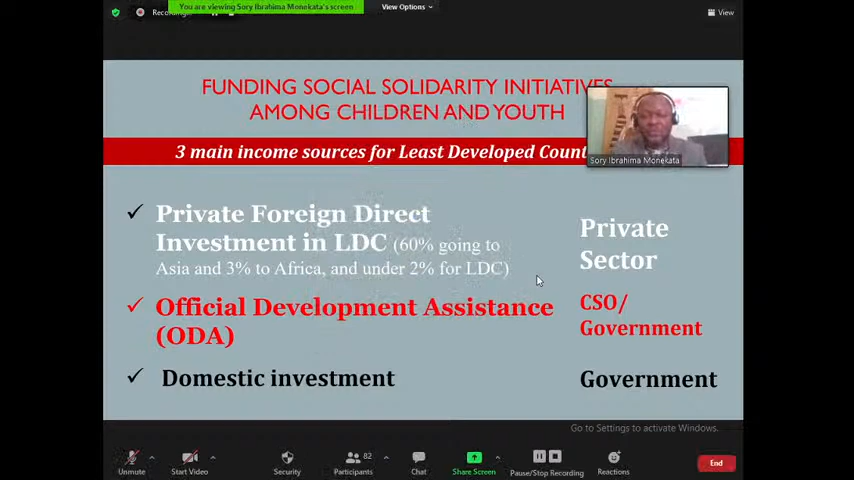 You are viewing Sory Ibrahima Monekata's screen
View Options
Recording
View
FUNDING SOCIAL SOLIDARITY INITIATIVES
AMONG CHILDREN AND YOUTH
3 main income sources for Least Developed Count
Sory Ibrahima Monekata
Private Foreign Direct
Investment in LDC (60% going to
Asia and 3% to Africa, and under 2% for LDC)
Private
Sector
Official Development Assistance
(ODA)
CSO/
Government
Domestic investment
Government
Go to Settings to activate Windows.
Unmute
Start Video
Security
82
Participants
Chat
Share Screen
Pause/Stop Recording
Reactions
End